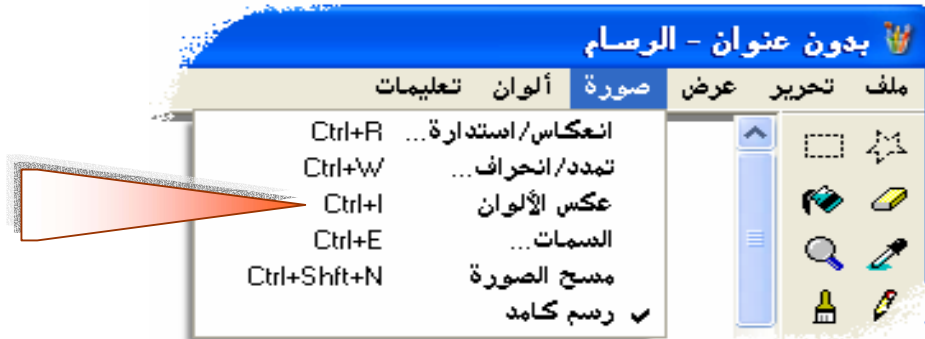 بدون عنوان - الرسام
ملف تحرير عرض صورة ألوان تعليمات
انعكاس/استدارة... Ctrl+R
تمدد/انحراف... Ctrl+W
عكس الألوان Ctrl+I
السمات... Ctrl+E
مسح الصورة Ctrl+Shft+N
✓ رسم كامد